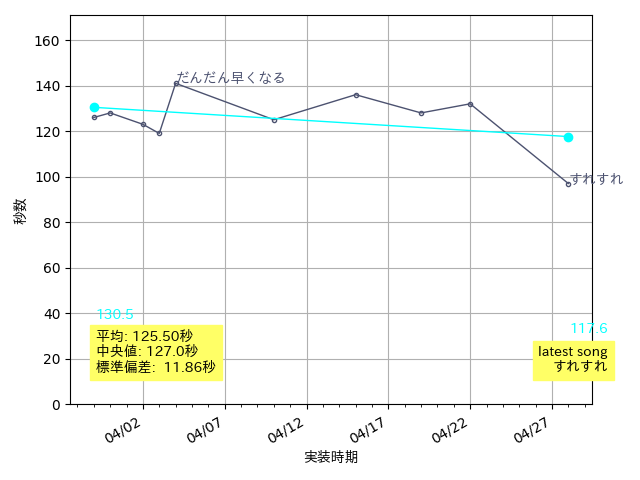 160
140
120
100
80
60
40
20
0
秒数
だんだん早くなる
すれすれ
130.5
117.6
平均: 125.50秒
中央値: 127.0秒
標準偏差:  11.86秒
latest song
すれすれ
04/02
04/07
04/12
04/17
04/22
04/27
実装時期